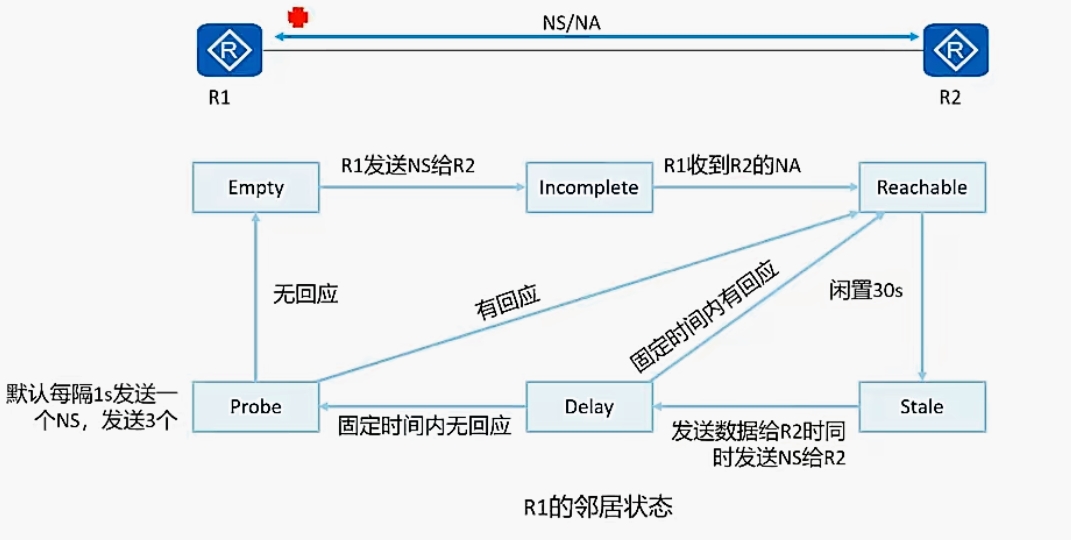 NS/NA
R
R
R1
R2
R1发送NS给R2
R1收到R2的NA
Empty
Incomplete
Reachable
无回应
有回应
固定时间内有回应
闲置30s
默认每隔1s发送一
个NS，发送3个
Probe
固定时间内无回应
Delay
发送数据给R2时同
时发送NS给R2
Stale
R1的邻居状态